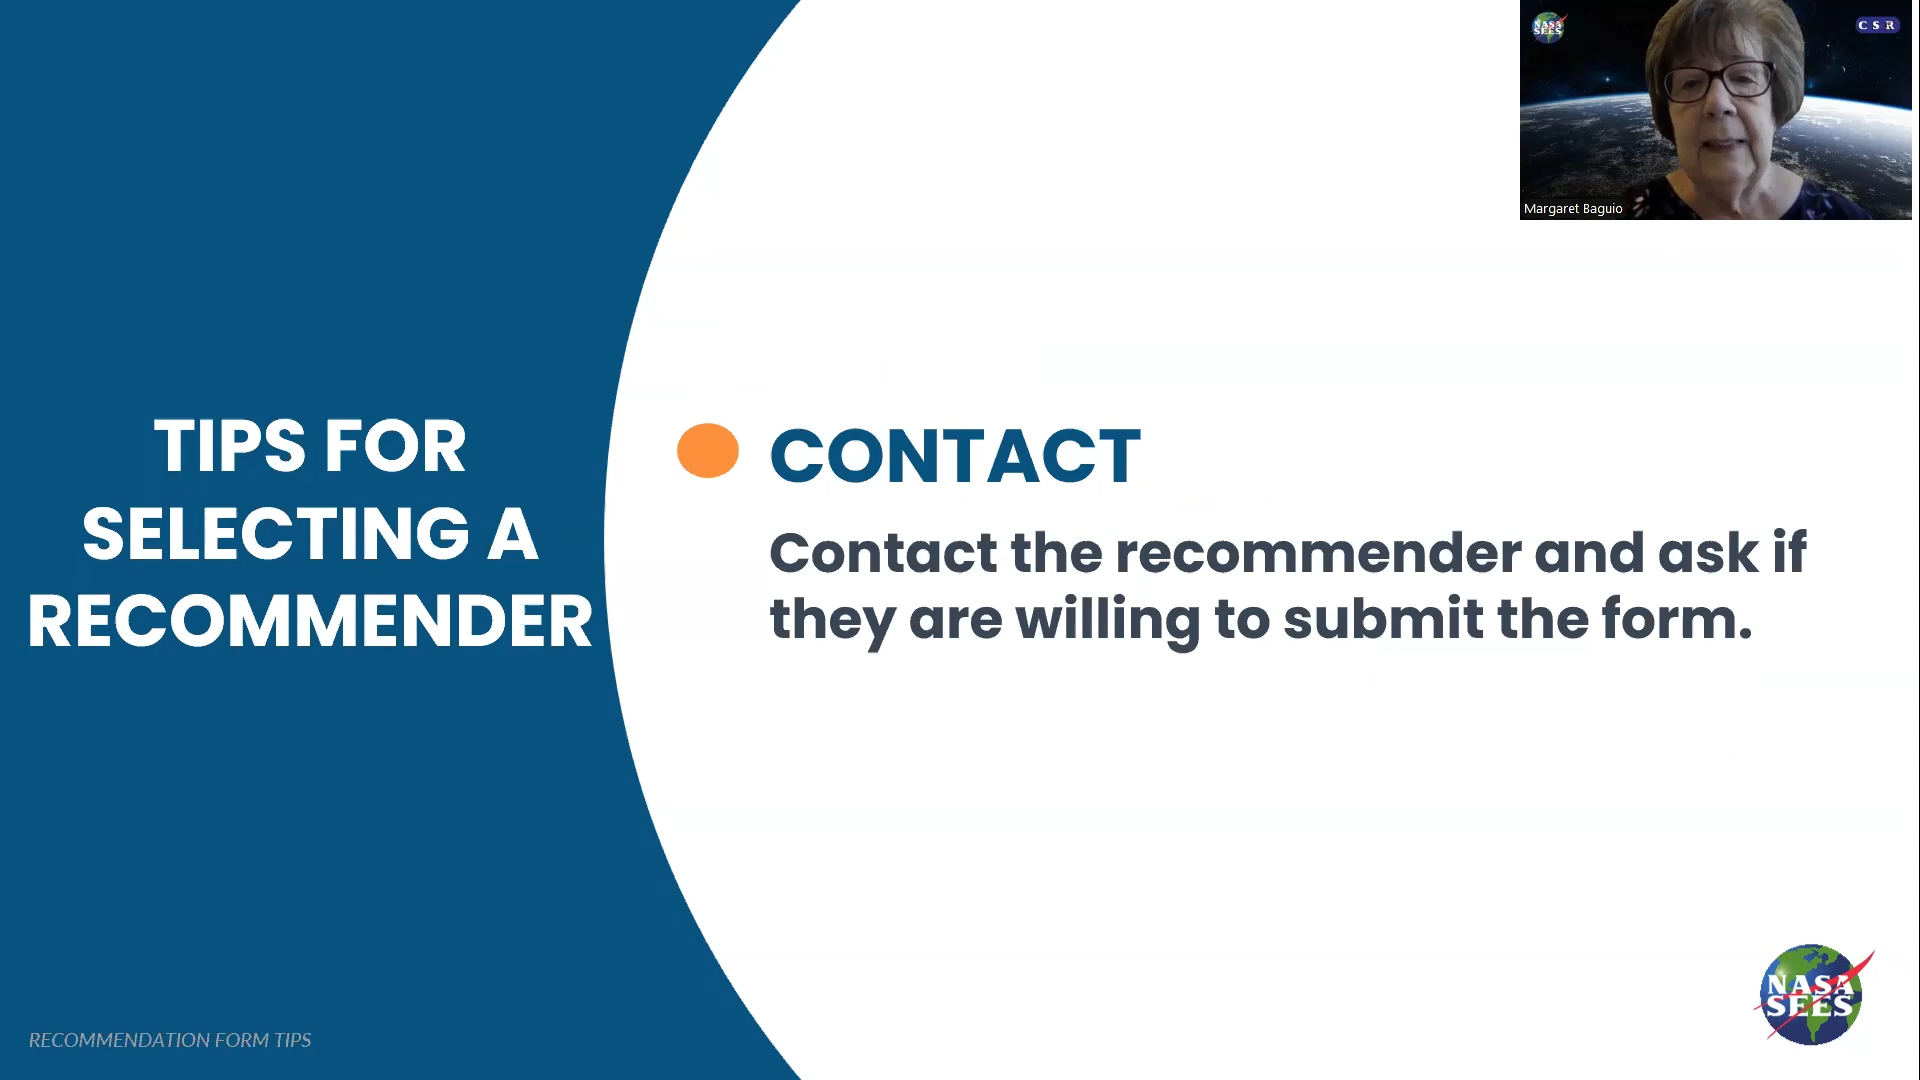 NASA
SEES
C S R
Margaret Baguio
TIPS FOR
SELECTING A
RECOMMENDER
CONTACT
Contact the recommender and ask if
they are willing to submit the form.
NASA
SEES
RECOMMENDATION FORM TIPS